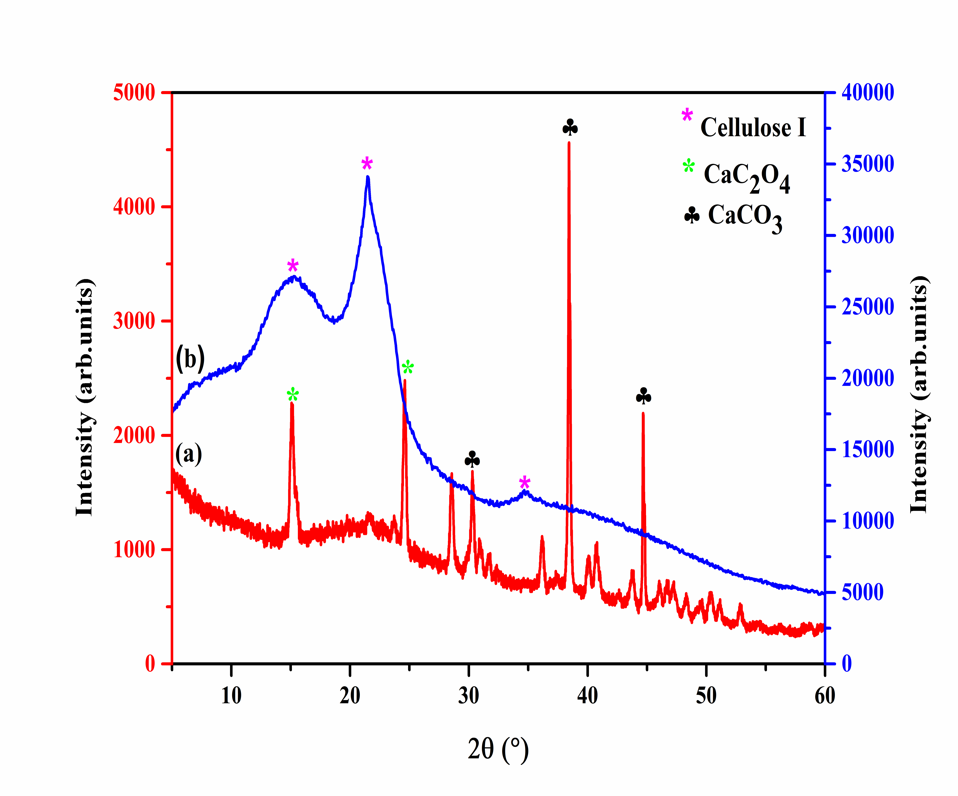 5000
4000
3000
2000
1000
0
Intensity (arb.units)
40000
35000
30000
25000
20000
15000
10000
5000
0
Intensity (arb.units)
* Cellulose I
* CaC₂O₄
♣ CaCO₃
(b)
(a)
10 20 30 40 50 60
2θ (°)